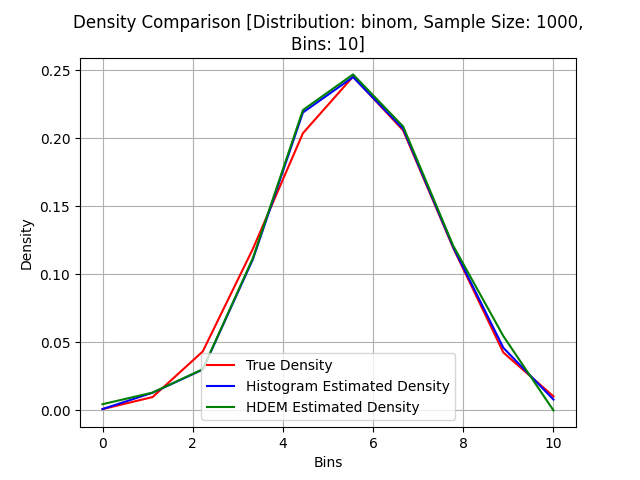 Density Comparison [Distribution: binom, Sample Size: 1000,
Bins: 10]
0.25
0.20
0.15
0.10
0.05
0.00
Density
True Density
Histogram Estimated Density
HDEM Estimated Density
0 2 4 6 8 10
Bins